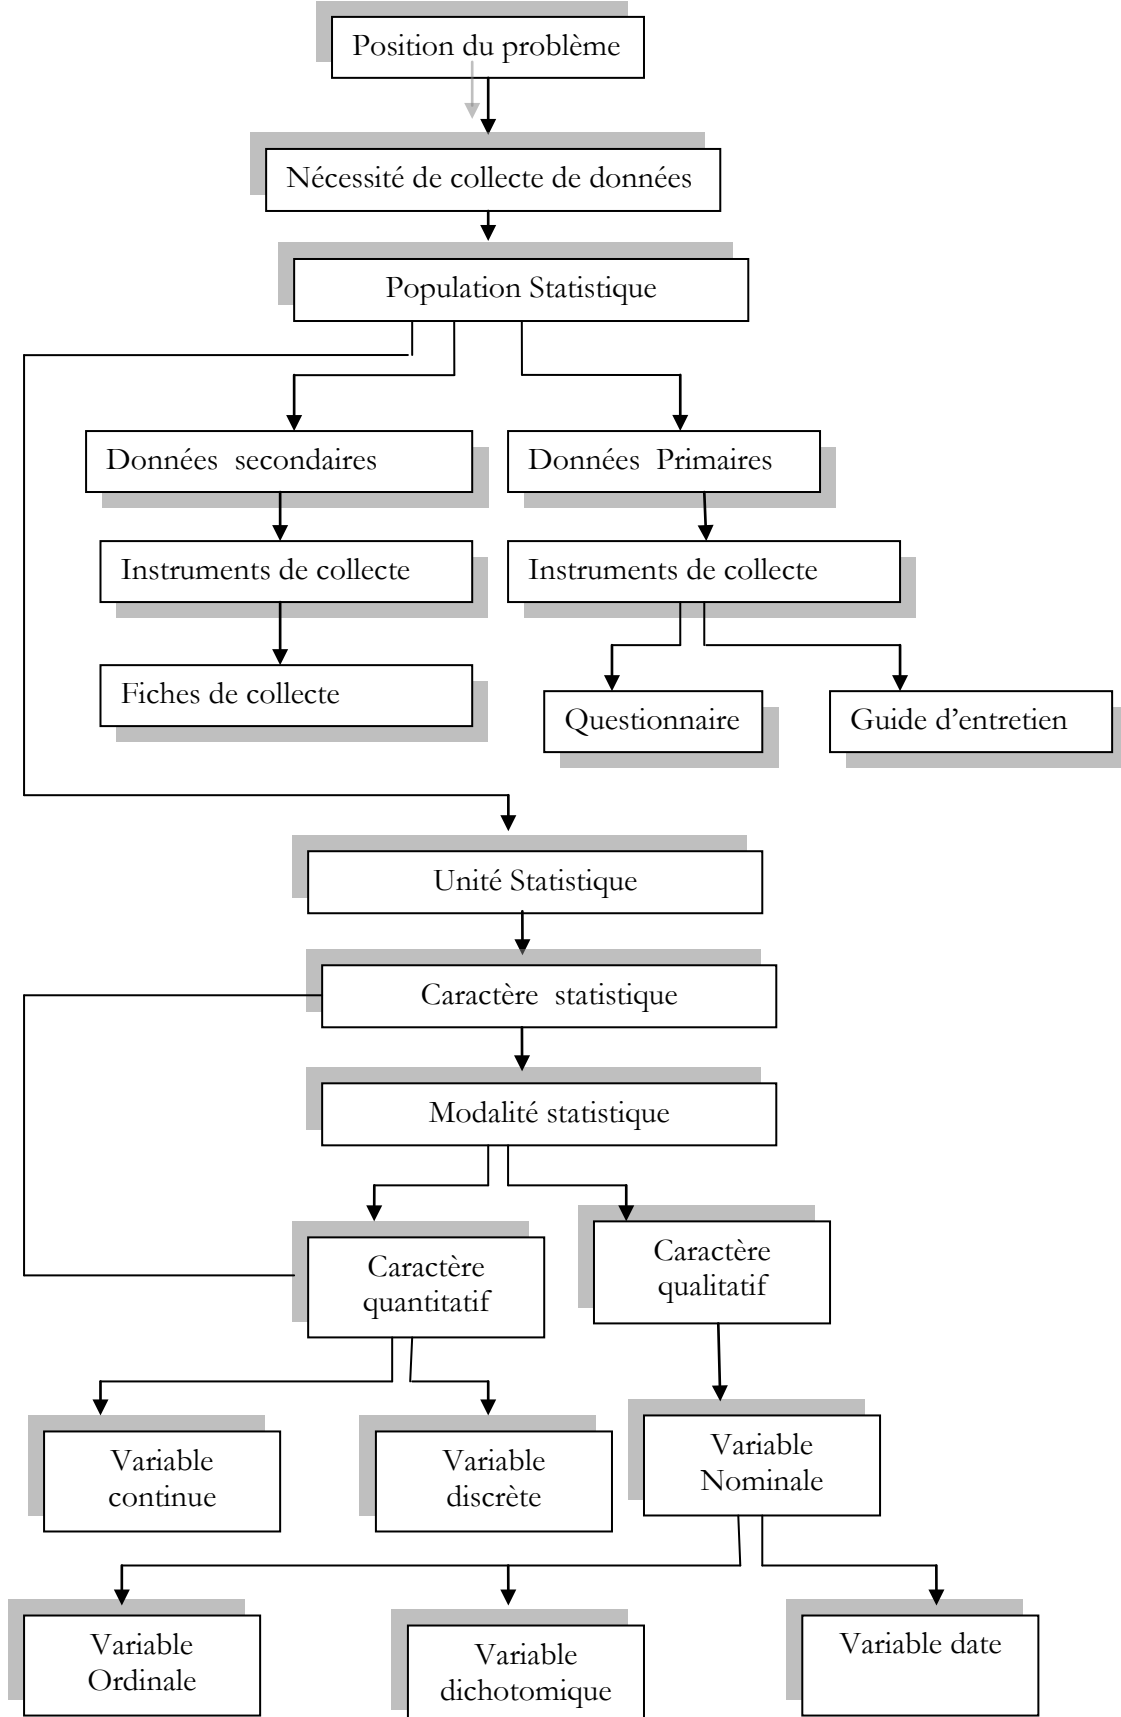 Position du problème
Nécessité de collecte de données
Population Statistique
Données secondaires
Données Primaires
Instruments de collecte
Instruments de collecte
Fiches de collecte
Questionnaire
Guide d'entretien
Unité Statistique
Caractère statistique
Modalité statistique
Caractère
quantitatif
Caractère
qualitatif
Variable
continue
Variable
discrète
Variable
Nominale
Variable
Ordinale
Variable
dichotomique
Variable date